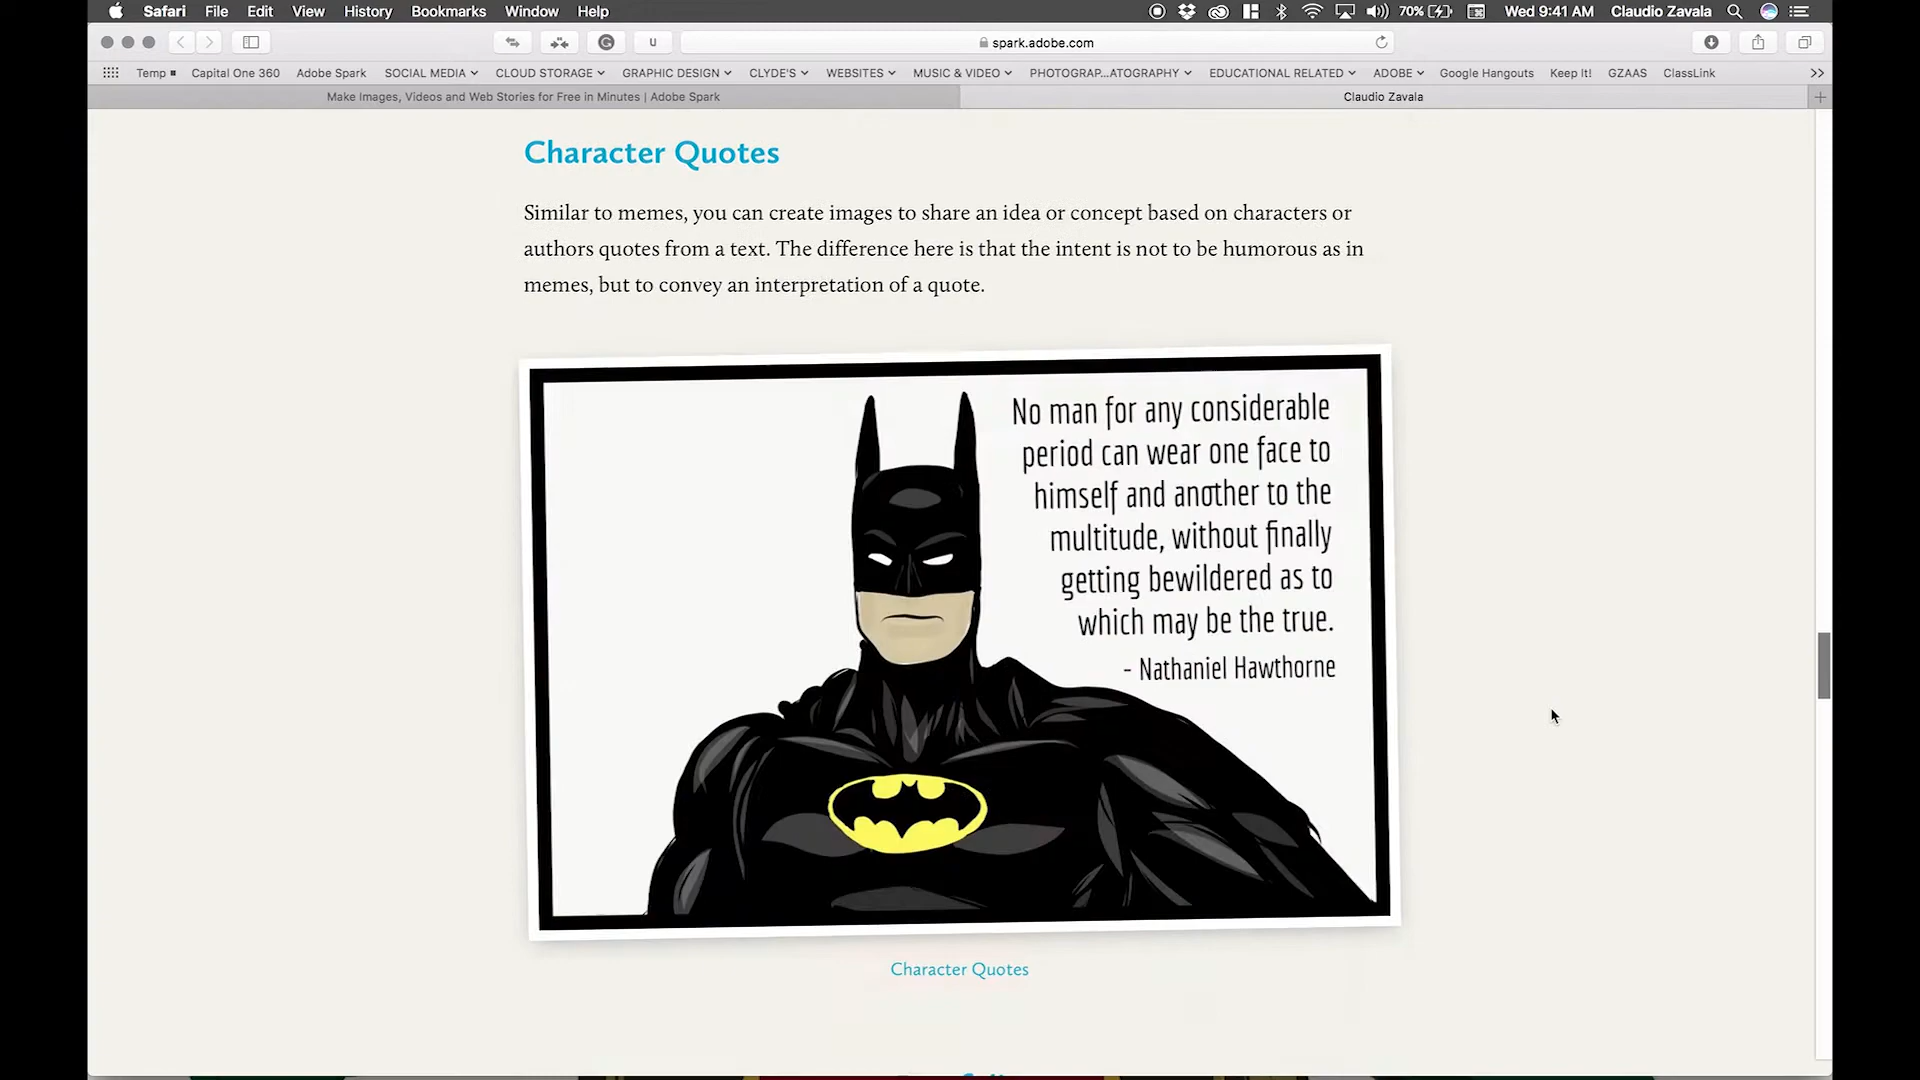 Safari File Edit View History Bookmarks Window Help 70% Wed 9:41 AM Claudio Zavala
U spark.adobe.com
Temp Capital One 360 Adobe Spark SOCIAL MEDIA CLOUD STORAGE GRAPHIC DESIGN CLYDE'S WEBSITES MUSIC & VIDEO PHOTOGRAP...ATOGRAPHY EDUCATIONAL RELATED ADOBE Google Hangouts Keep It! GZAAS ClassLink
Make Images, Videos and Web Stories for Free in Minutes | Adobe Spark Claudio Zavala
Character Quotes
Similar to memes, you can create images to share an idea or concept based on characters or
authors quotes from a text. The difference here is that the intent is not to be humorous as in
memes, but to convey an interpretation of a quote.
No man for any considerable
period can wear one face to
himself and another to the
multitude, without finally
getting bewildered as to
which may be the true.
- Nathaniel Hawthorne
Character Quotes